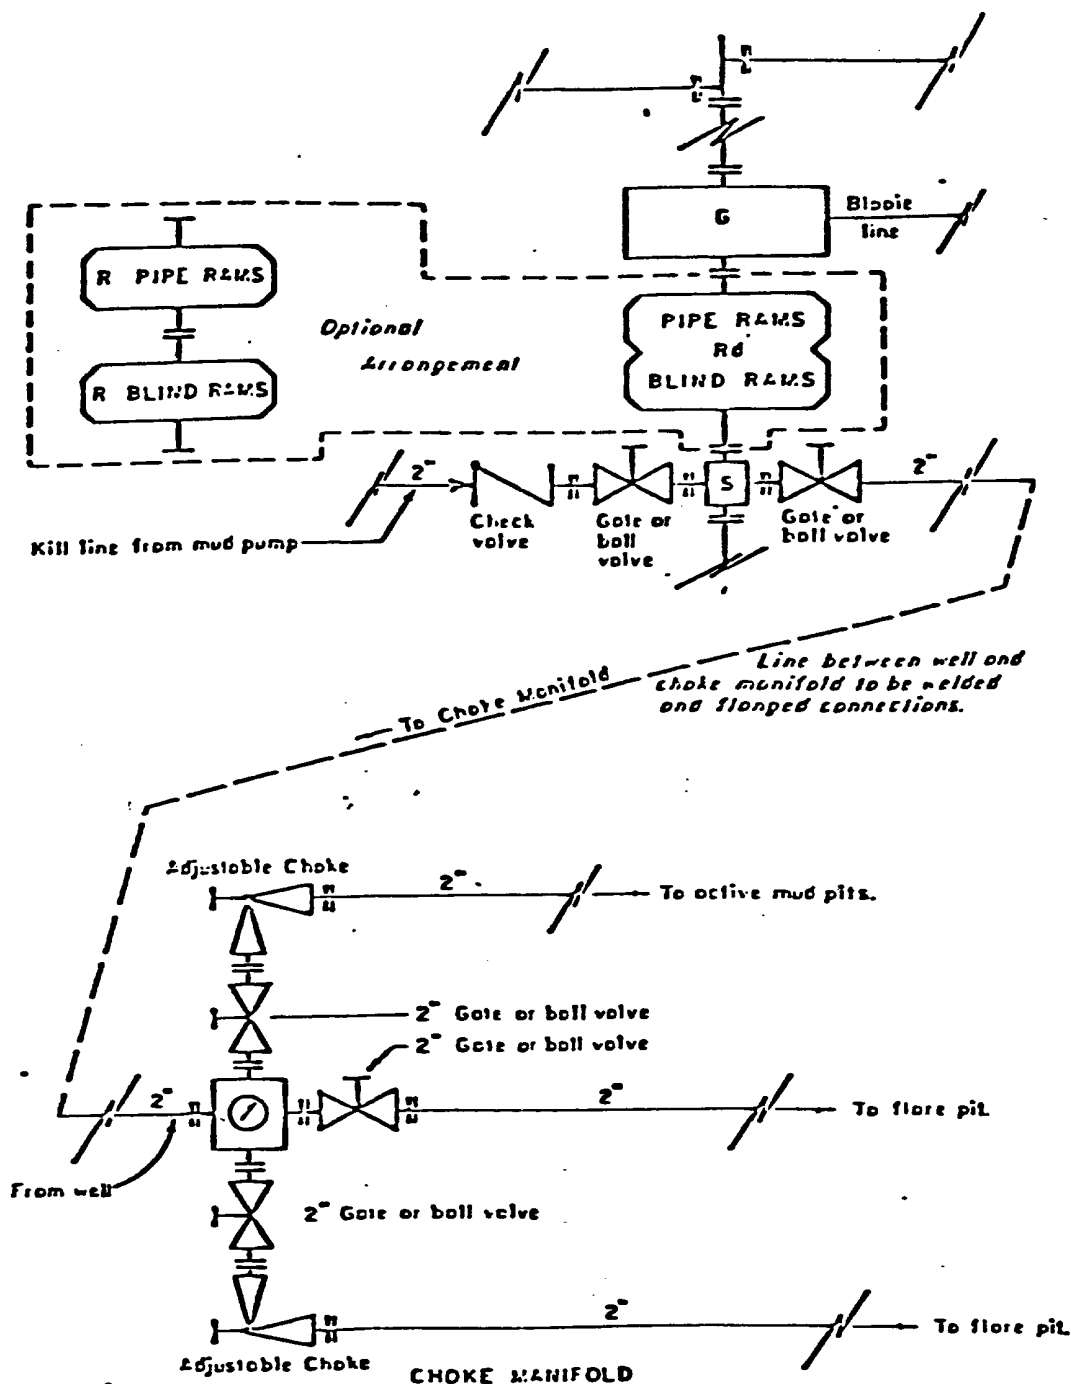 G
Blooie
line
R PIPE RAMS
R BLIND RAMS
Optional
Arrangement
PIPE RAMS
Rd
BLIND RAMS
2"
S
2"
Check
valve
Gate or
ball valve
Gate or
ball valve
Kill line from mud pump
Line between well and
choke manifold to be welded
and flanged connections.
To Choke Manifold
Adjustable Choke
2"
To active mud pits.
2" Gate or ball valve
2" Gate or ball valve
2"
2"
To flare pit.
From well
2" Gate or ball valve
2"
To flare pit.
Adjustable Choke
CHOKE MANIFOLD